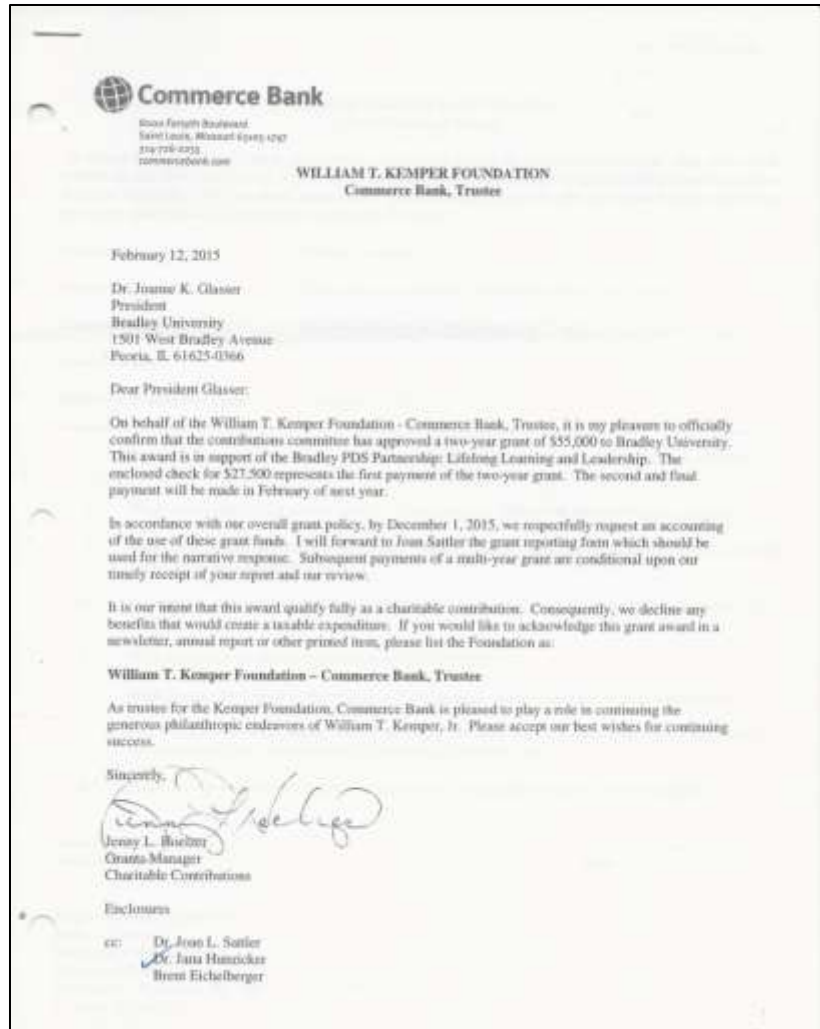 Commerce Bank
Forsyth Boulevard
Saint Louis, Missouri
commercebank.com
WILLIAM T. KEMPER FOUNDATION
Commerce Bank, Trustee
February 12, 2015
Dr. Joanne K. Glasser
President
Bradley University
1501 West Bradley Avenue
Peoria, IL 61625-0366
Dear President Glasser:
On behalf of the William T. Kemper Foundation - Commerce Bank, Trustee, it is my pleasure to officially
confirm that the contributions committee has approved a two-year grant of $55,000 to Bradley University.
This award is in support of the Bradley PDS Partnership: Lifelong Learning and Leadership. The
enclosed check for $27,500 represents the first payment of the two-year grant. The second and final
payment will be made in February of next year.
In accordance with our overall grant policy, by December 1, 2015, we respectfully request an accounting
of the use of these grant funds. I will forward to Joan Sattler the grant reporting form which should be
used for the narrative response. Subsequent payments of a multi-year grant are conditional upon our
timely receipt of your report and our review.
It is our intent that this award qualify fully as a charitable contribution. Consequently, we decline any
benefits that would create a taxable expenditure. If you would like to acknowledge this grant award in a
newsletter, annual report or other printed item, please list the Foundation as:
William T. Kemper Foundation – Commerce Bank, Trustee
As trustee for the Kemper Foundation, Commerce Bank is pleased to play a role in continuing the
generous philanthropic endeavors of William T. Kemper, Jr. Please accept our best wishes for continuing
success.
Sincerely,
Jenny L.
Grants Manager
Charitable Contributions
Enclosures
cc: Dr. Joan L. Sattler
Dr. Jana Hunzicker
Brent Eichelberger